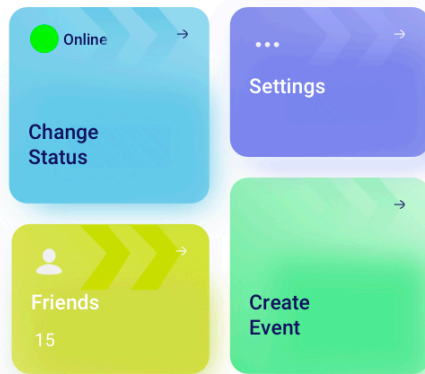 Online
Change
Status
Settings
Friends
15
Create
Event